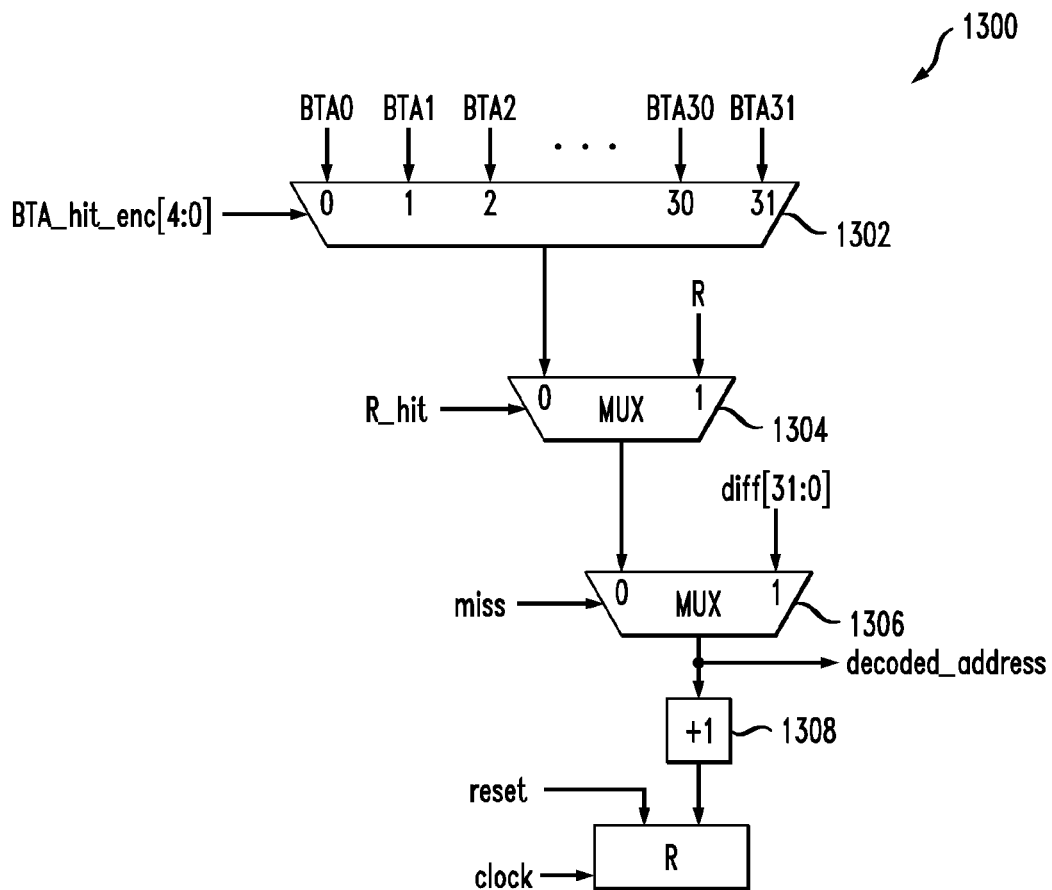 1300
BTA0 BTA1 BTA2 . . . BTA30 BTA31
BTA_hit_enc[4:0]
0 1 2 30 31
1302
R
R_hit
0 MUX 1
1304
diff[31:0]
miss
0 MUX 1
1306
decoded_address
+1
1308
reset
R
clock